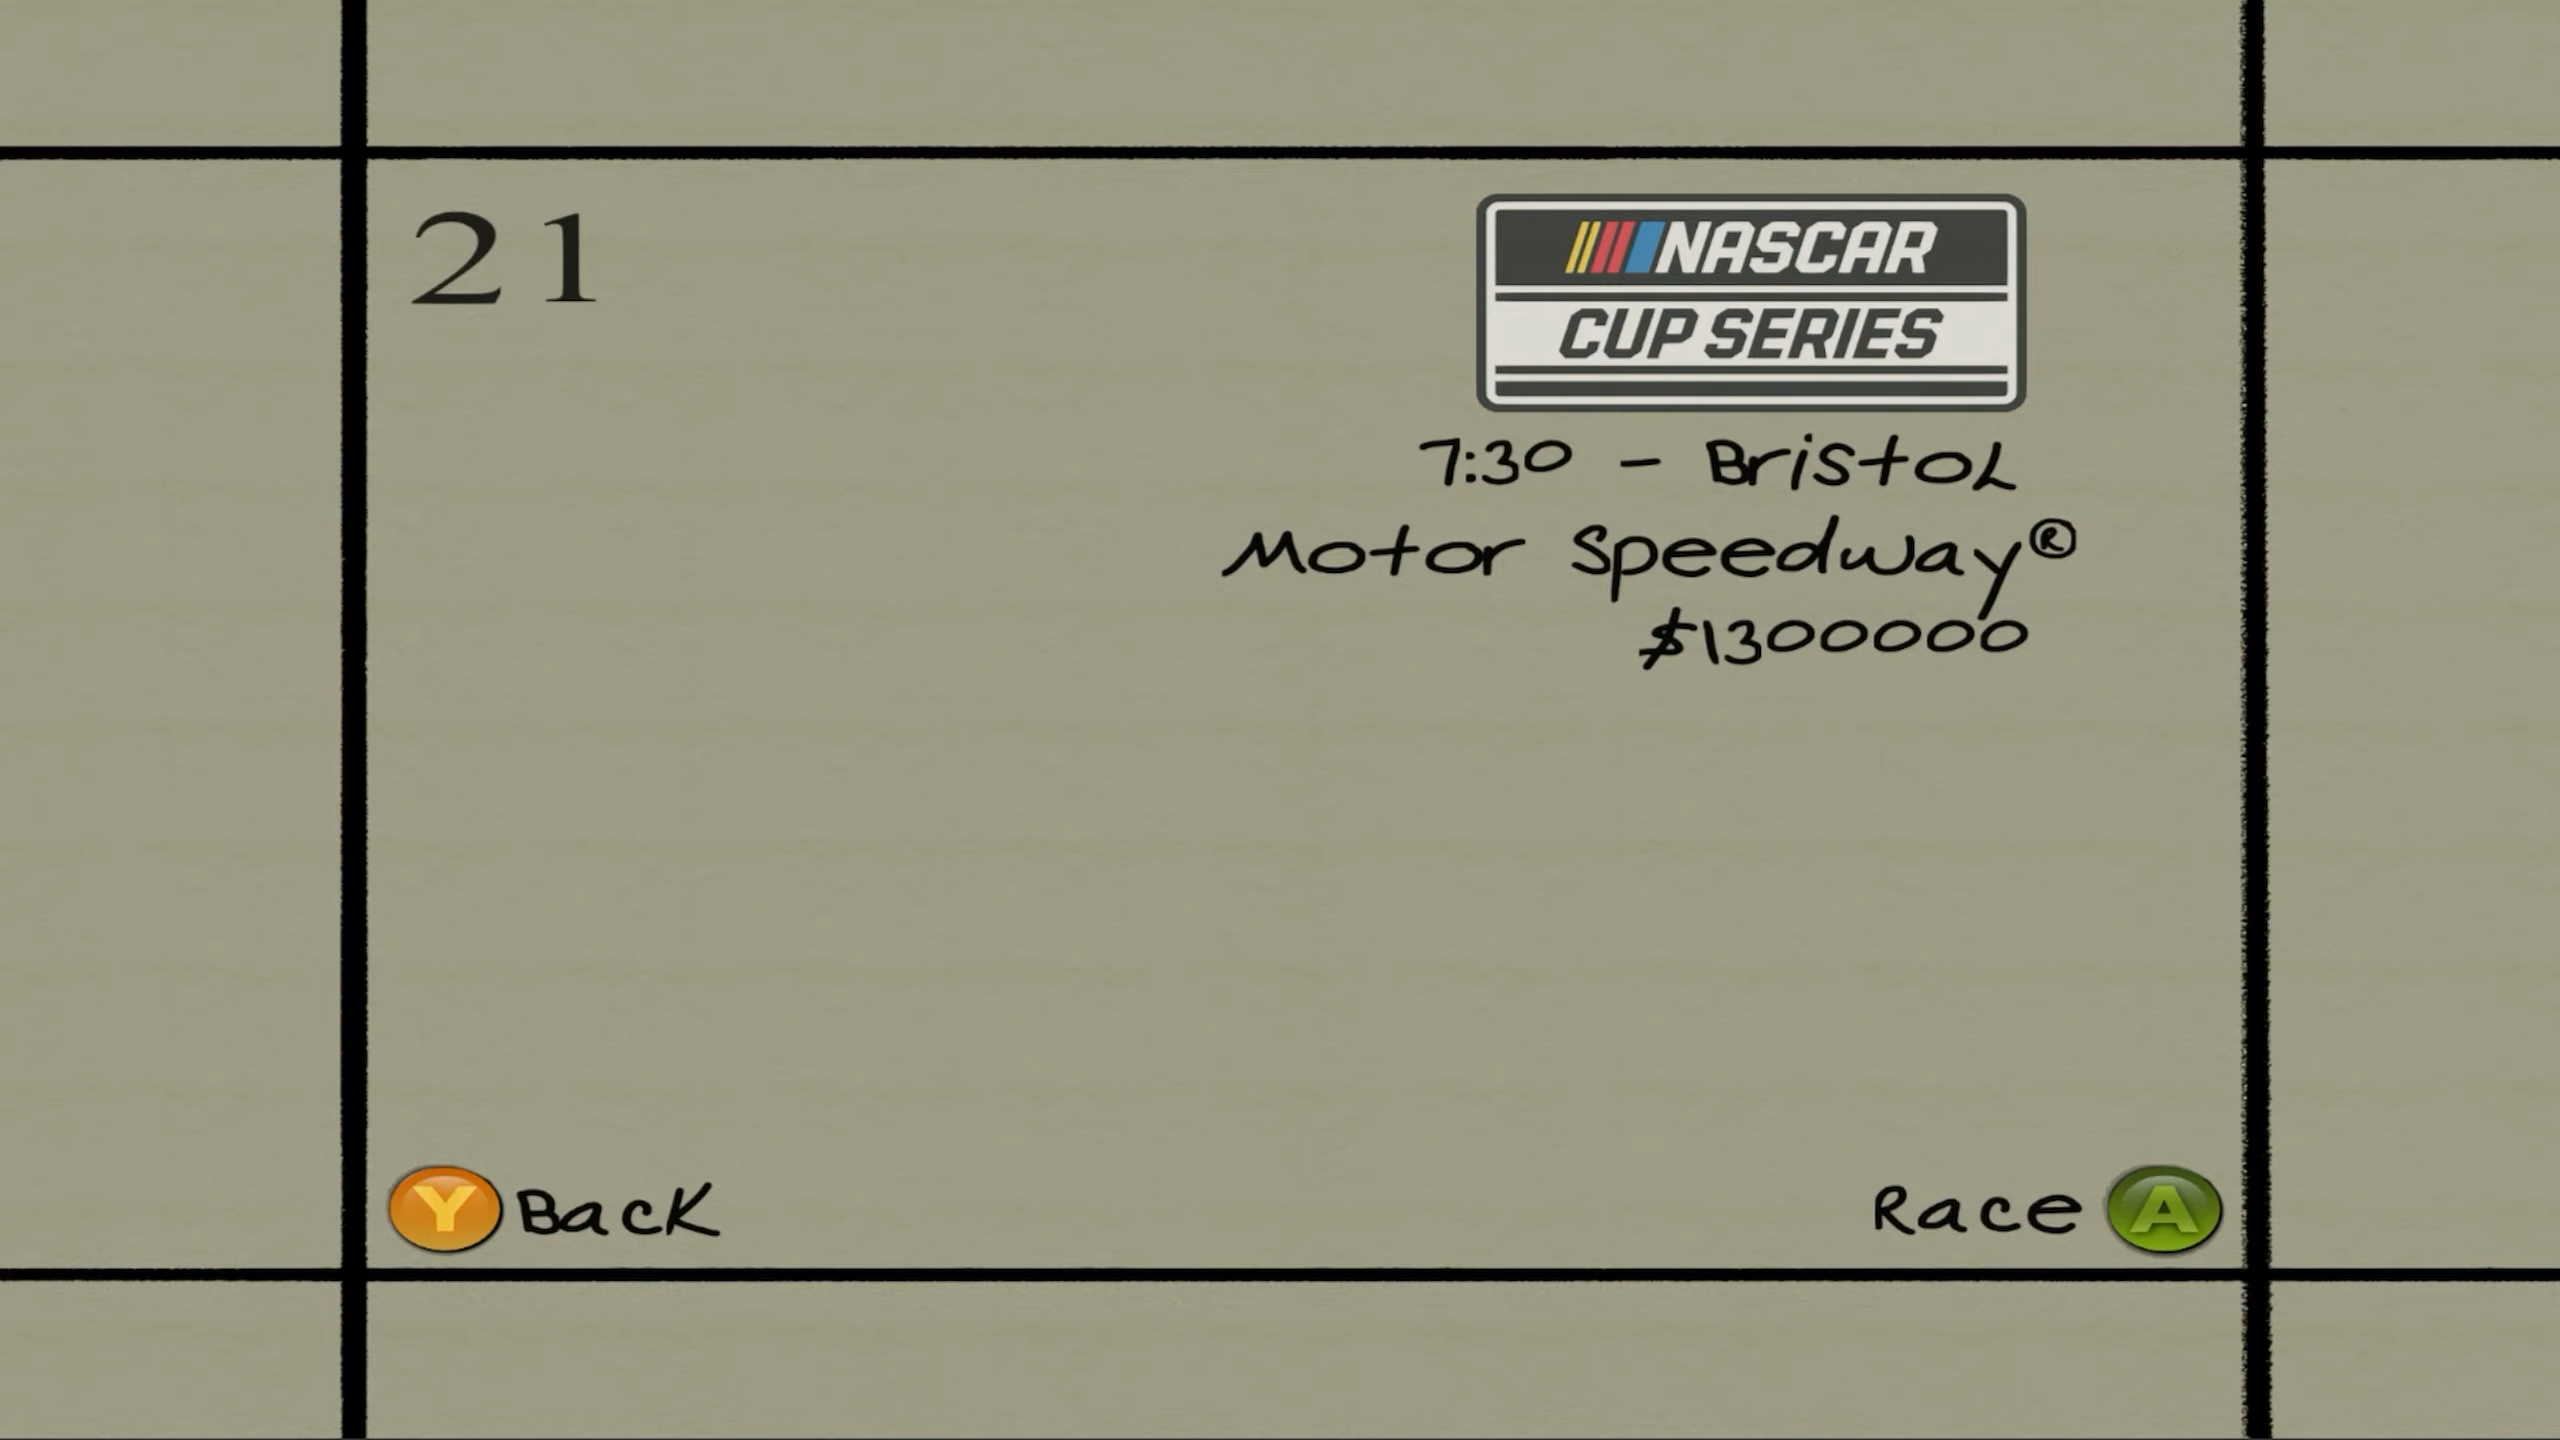 21
NASCAR
CUP SERIES
7:30 - Bristol
Motor Speedway®
$1300000
Y Back
Race A